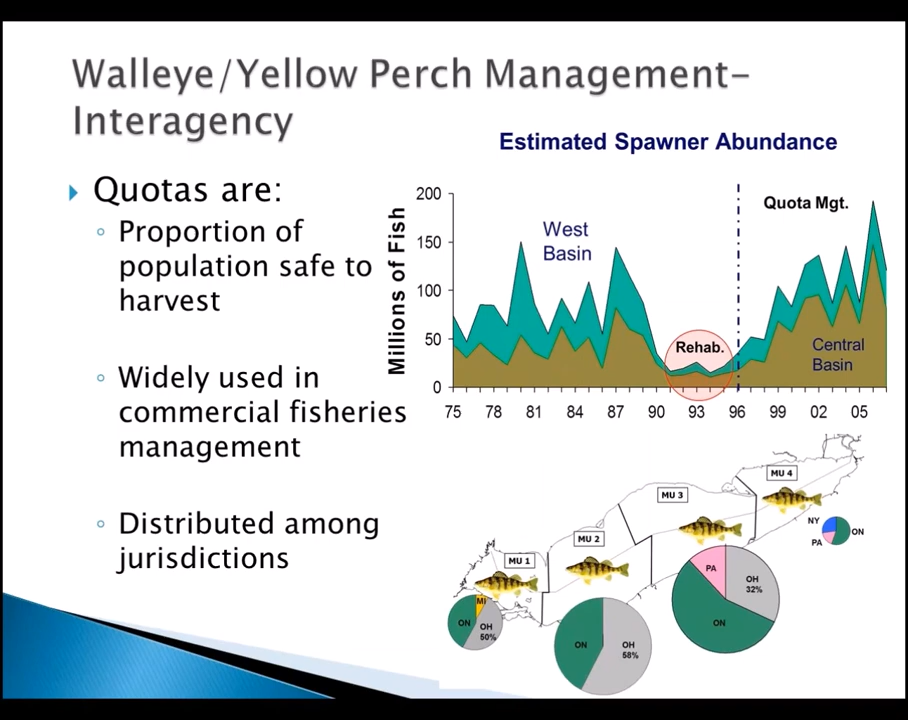 Walleye/Yellow Perch Management-
Interagency
Quotas are:
Proportion of
population safe to
harvest
Widely used in
commercial fisheries
management
Distributed among
jurisdictions
Estimated Spawner Abundance
Millions of Fish
200
150
100
50
0
West
Basin
Quota Mgt.
Rehab.
Central
Basin
75 78 81 84 87 90 93 96 99 02 05
MU 4
MU 3
MU 2
MU 1
NY
ON
PA
PA
OH
32%
ON
MI
ON
OH
50%
ON
OH
58%